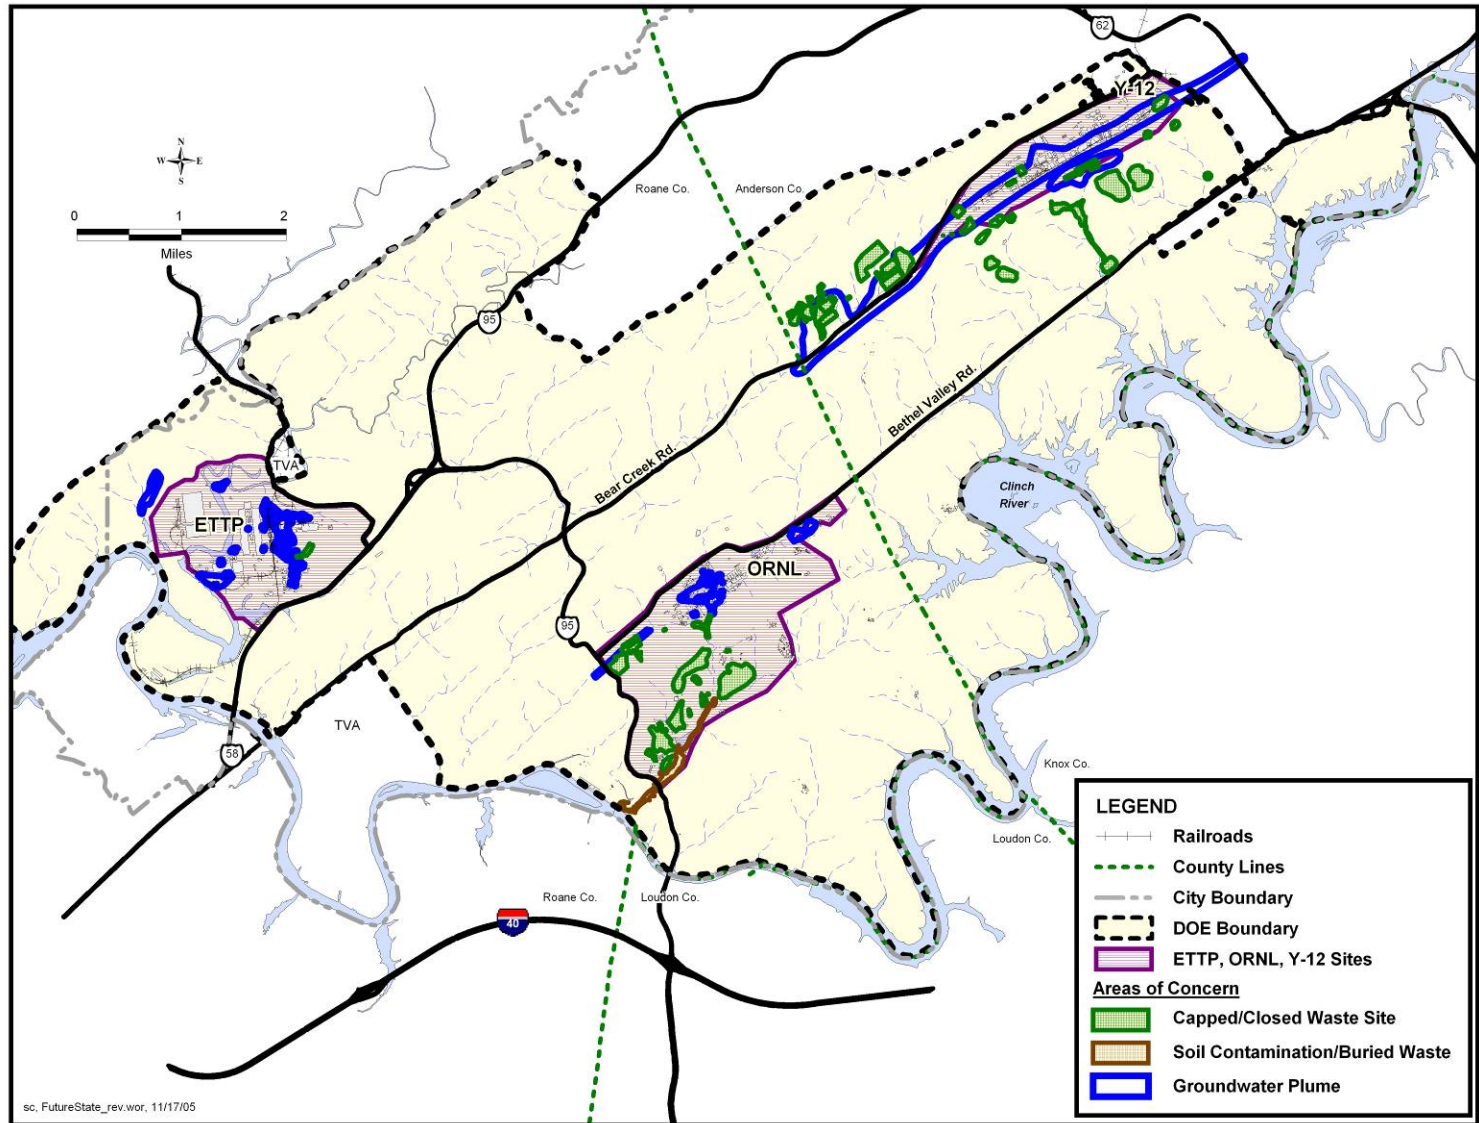 62
Y-12
N
W E
S
Roane Co.
Anderson Co.
0 1 2
Miles
95
Bethel Valley Rd.
TVA
Bear Creek Rd.
Clinch
River
ETTP
ORNL
95
TVA
58
Knox Co.
Loudon Co.
Roane Co.
Loudon Co.
40
LEGEND
Railroads
County Lines
City Boundary
DOE Boundary
ETTP, ORNL, Y-12 Sites
Areas of Concern
Capped/Closed Waste Site
Soil Contamination/Buried Waste
Groundwater Plume
sc, FutureState_rev.wor, 11/17/05